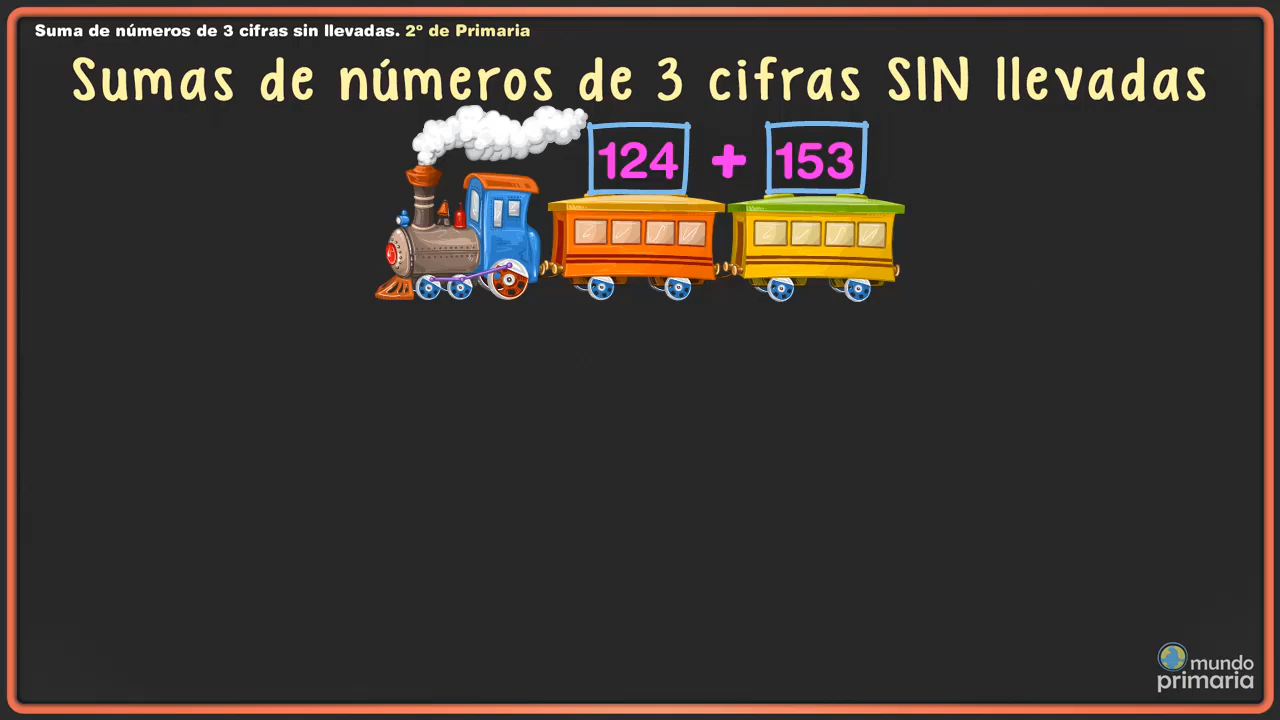 Suma de números de 3 cifras sin llevadas. 2º de Primaria
Sumas de números de 3 cifras SIN llevadas
124 + 153
mundo
primaria